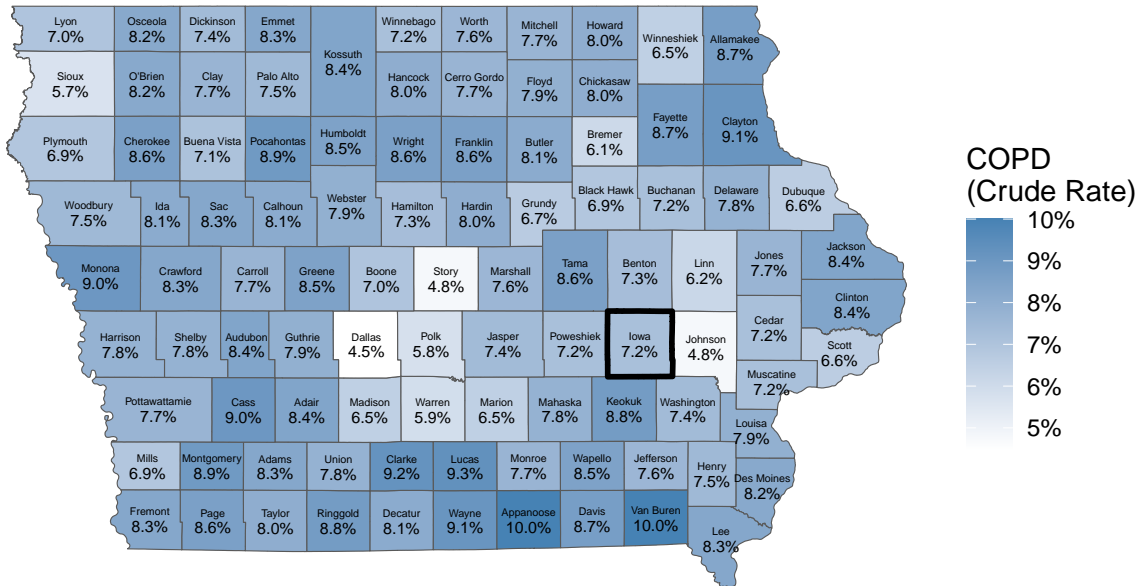 Lyon
7.0%
Osceola
8.2%
Dickinson
7.4%
Emmet
8.3%
Kossuth
8.4%
Winnebago
7.2%
Worth
7.6%
Mitchell
7.7%
Howard
8.0%
Winneshiek
6.5%
Allamakee
8.7%
Sioux
5.7%
O'Brien
8.2%
Clay
7.7%
Palo Alto
7.5%
Hancock
8.0%
Cerro Gordo
7.7%
Floyd
7.9%
Chickasaw
8.0%
Fayette
8.7%
Clayton
9.1%
Plymouth
6.9%
Cherokee
8.6%
Buena Vista
7.1%
Pocahontas
8.9%
Humboldt
8.5%
Wright
8.6%
Franklin
8.6%
Butler
8.1%
Bremer
6.1%
Woodbury
7.5%
Ida
8.1%
Sac
8.3%
Calhoun
8.1%
Webster
7.9%
Hamilton
7.3%
Hardin
8.0%
Grundy
6.7%
Black Hawk
6.9%
Buchanan
7.2%
Delaware
7.8%
Dubuque
6.6%
Monona
9.0%
Crawford
8.3%
Carroll
7.7%
Greene
8.5%
Boone
7.0%
Story
4.8%
Marshall
7.6%
Tama
8.6%
Benton
7.3%
Linn
6.2%
Jones
7.7%
Jackson
8.4%
Clinton
8.4%
Harrison
7.8%
Shelby
7.8%
Audubon
8.4%
Guthrie
7.9%
Dallas
4.5%
Polk
5.8%
Jasper
7.4%
Poweshiek
7.2%
Iowa
7.2%
Johnson
4.8%
Cedar
7.2%
Scott
6.6%
Muscatine
7.2%
Pottawattamie
7.7%
Cass
9.0%
Adair
8.4%
Madison
6.5%
Warren
5.9%
Marion
6.5%
Mahaska
7.8%
Keokuk
8.8%
Washington
7.4%
Louisa
7.9%
Mills
6.9%
Montgomery
8.9%
Adams
8.3%
Union
7.8%
Clarke
9.2%
Lucas
9.3%
Monroe
7.7%
Wapello
8.5%
Jefferson
7.6%
Henry
7.5%
Des Moines
8.2%
Fremont
8.3%
Page
8.6%
Taylor
8.0%
Ringgold
8.8%
Decatur
8.1%
Wayne
9.1%
Appanoose
10.0%
Davis
8.7%
Van Buren
10.0%
Lee
8.3%
COPD
(Crude Rate)
10%
9%
8%
7%
6%
5%